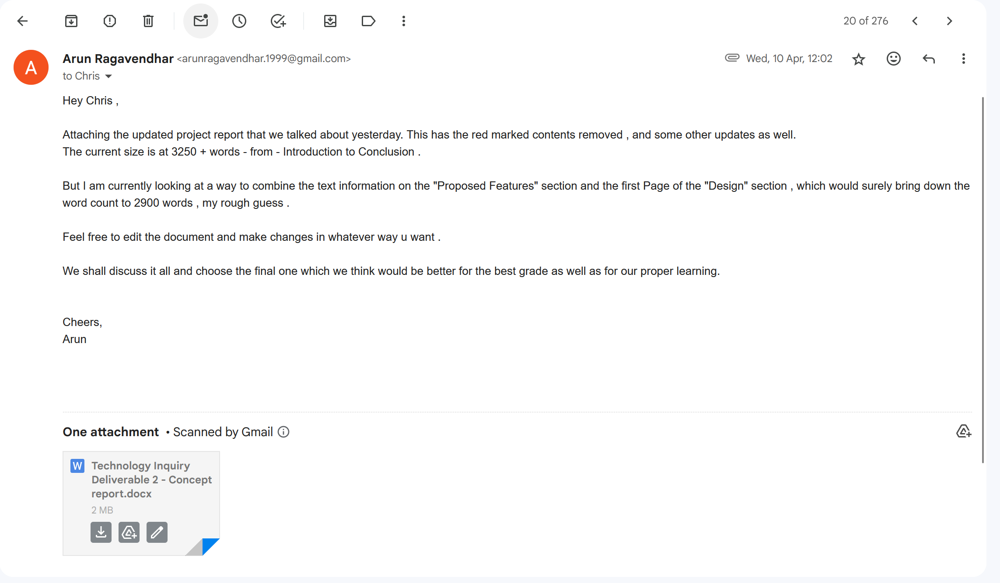 20 of 276
Arun Ragavendhar <arunragavendhar.1999@gmail.com>
Wed, 10 Apr, 12:02
to Chris
A
Hey Chris ,
Attaching the updated project report that we talked about yesterday. This has the red marked contents removed , and some other updates as well.
The current size is at 3250 + words - from - Introduction to Conclusion .
But I am currently looking at a way to combine the text information on the "Proposed Features" section and the first Page of the "Design" section , which would surely bring down the
word count to 2900 words , my rough guess .
Feel free to edit the document and make changes in whatever way u want .
We shall discuss it all and choose the final one which we think would be better for the best grade as well as for our proper learning.
Cheers,
Arun
One attachment • Scanned by Gmail
W
Technology Inquiry
Deliverable 2 - Concept
report.docx
2 MB